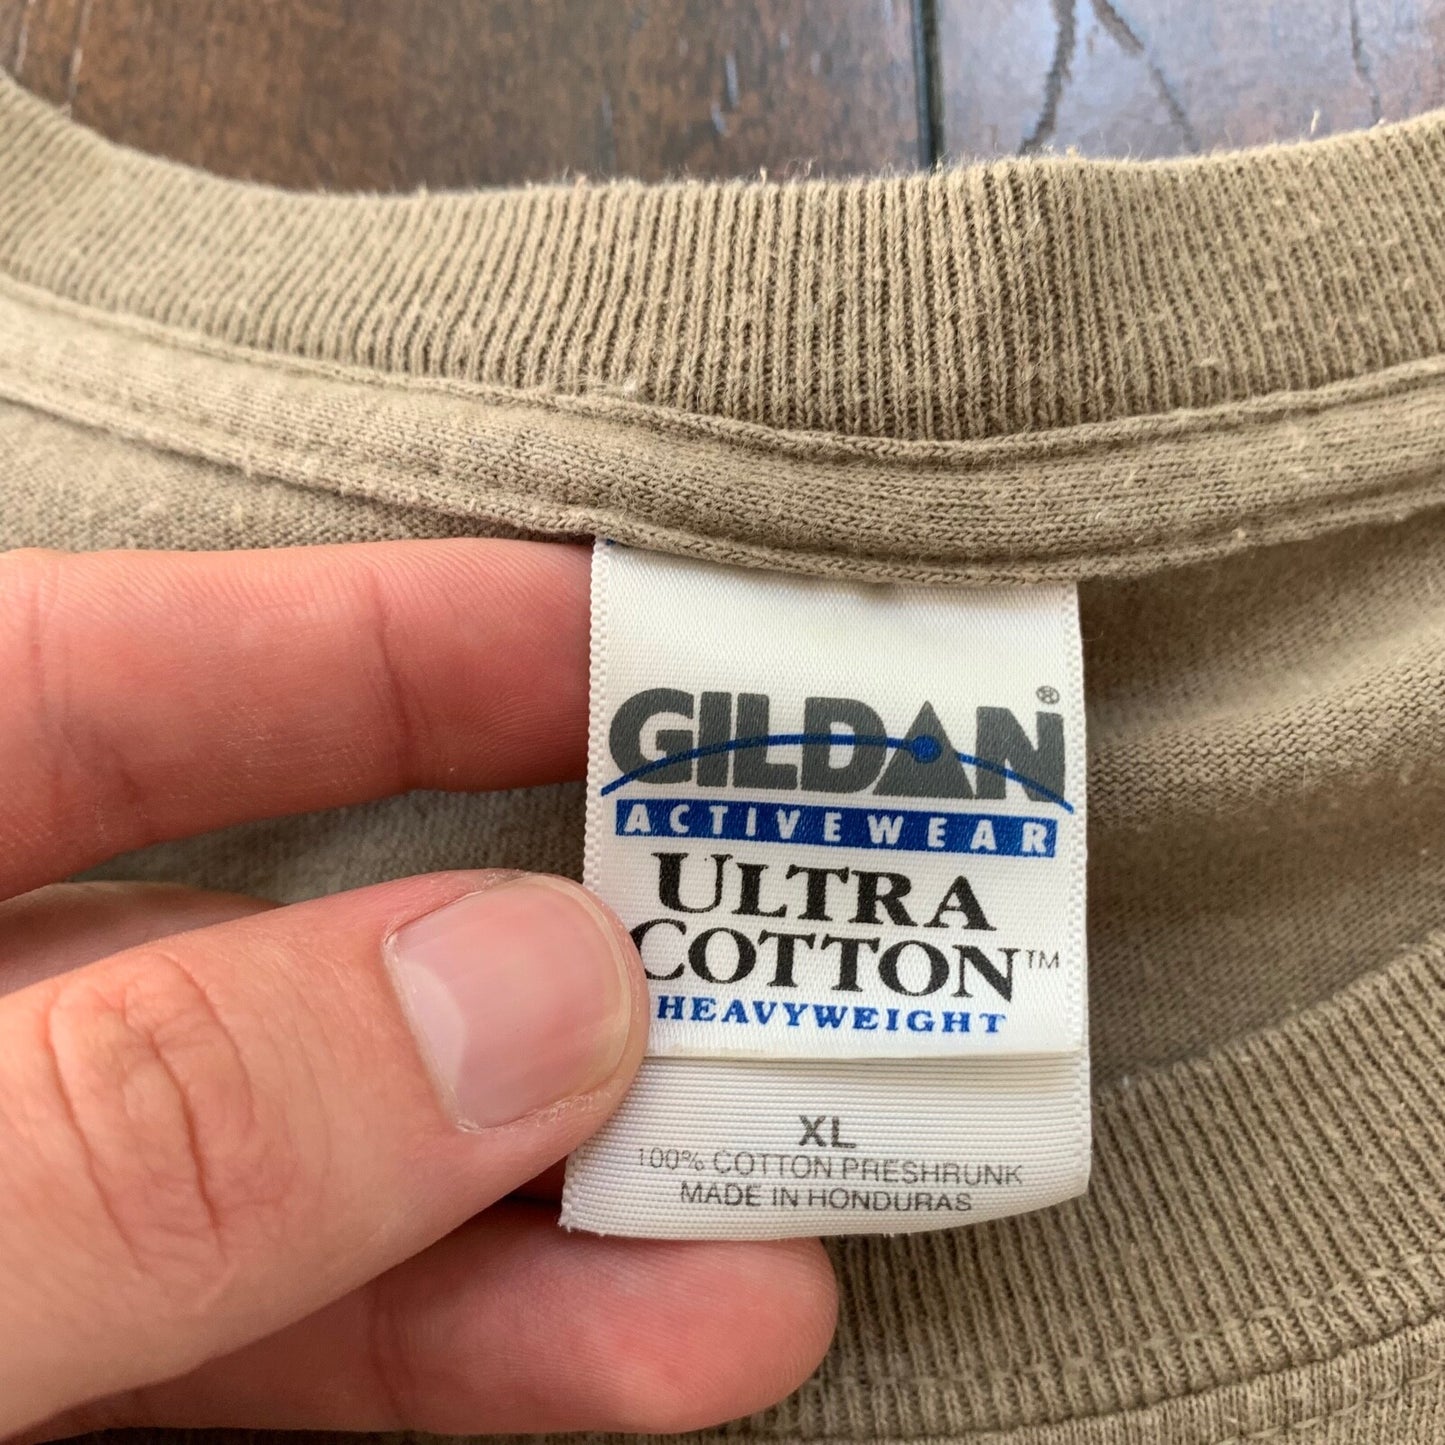 GILDAN®
ACTIVEWEAR
ULTRA
COTTON™
HEAVYWEIGHT
XL
100% COTTON PRESHRUNK
MADE IN HONDURAS